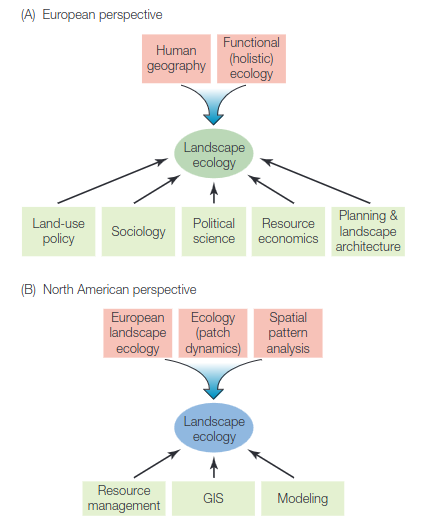 (A) European perspective
Human
geography
Functional
(holistic)
ecology
Landscape
ecology
Land-use
policy
Sociology
Political
science
Resource
economics
Planning &
landscape
architecture
(B) North American perspective
European
landscape
ecology
Ecology
(patch
dynamics)
Spatial
pattern
analysis
Landscape
ecology
Resource
management
GIS
Modeling